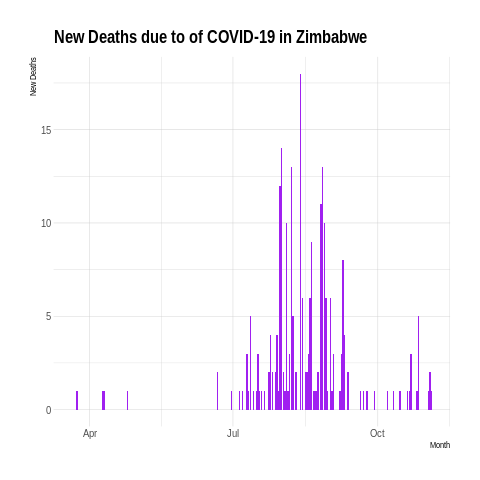 New Deaths due to of COVID-19 in Zimbabwe
New Deaths
15
10
5
0
Apr Jul Oct
Month